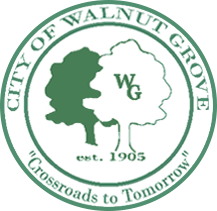 CITY OF WALNUT GROVE
WG
est. 1905
"Crossroads to Tomorrow"